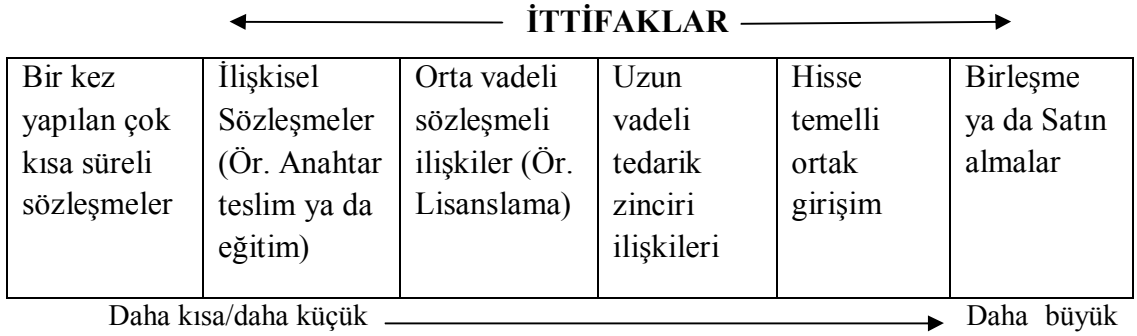 İTTİFAKLAR
Bir kez
yapılan çok
kısa süreli
sözleşmeler
İlişkisel
Sözleşmeler
(Ör. Anahtar
teslim ya da
eğitim)
Orta vadeli
sözleşmeli
ilişkiler (Ör.
Lisanslama)
Uzun
vadeli
tedarik
zinciri
ilişkileri
Hisse
temelli
ortak
girişim
Birleşme
ya da Satın
almalar
Daha kısa/daha küçük
Daha büyük